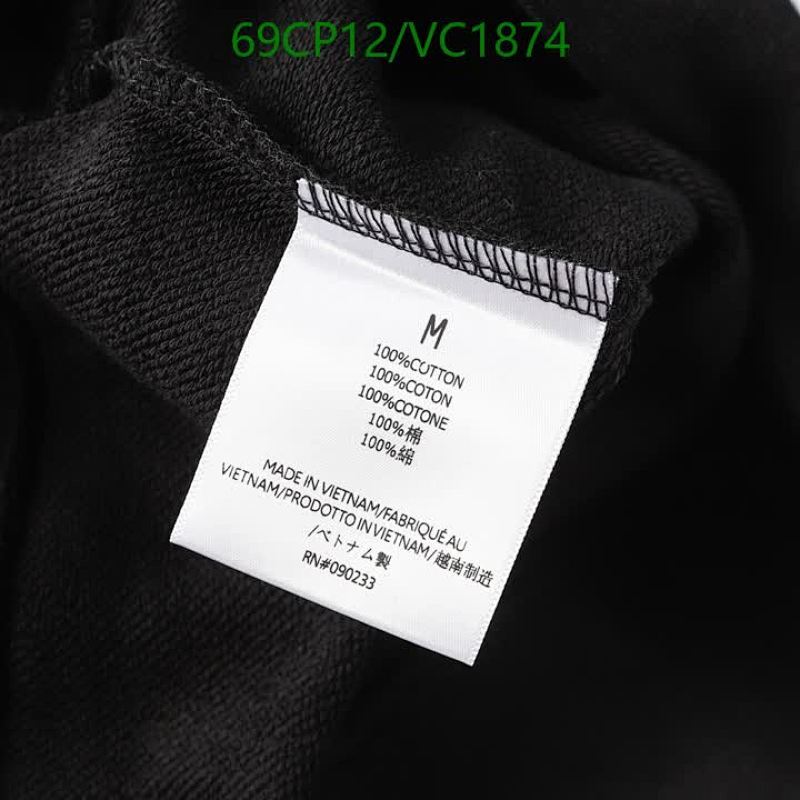 69CP12/VC1874
M
100%COTTON
100%COTON
100%COTONE
100%棉
100%綿
MADE IN VIETNAM/FABRIQUÉ AU
VIETNAM/PRODOTTO IN VIETNAM/越南制造
/ベトナム製
RN#090233